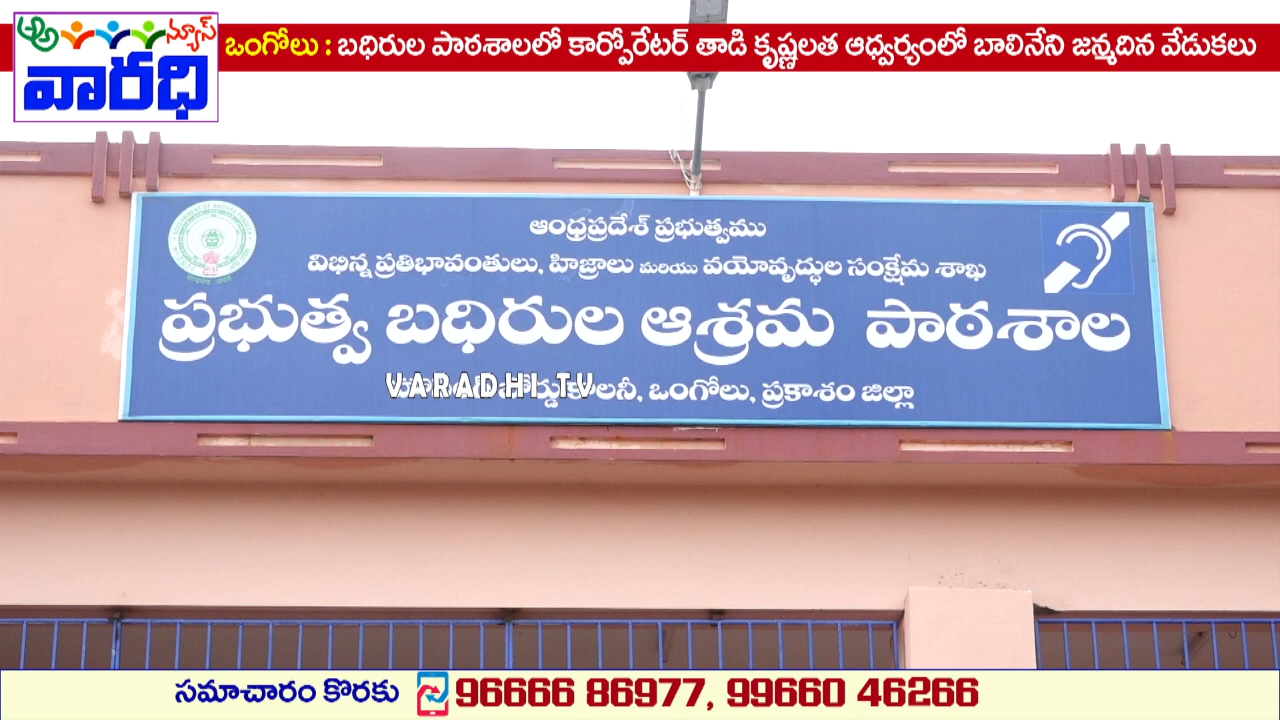 న్యూస్
వారధి
ఒంగోలు : బధిరుల పాఠశాలలో కార్పోరేటర్ తాడి కృష్ణలత ఆధ్వర్యంలో బాలినేని జన్మదిన వేడుకలు
ఆంధ్రప్రదేశ్ ప్రభుత్వము
విభిన్న ప్రతిభావంతులు, హిజ్రాలు మరియు వయోవృద్ధుల సంక్షేమ శాఖ
ప్రభుత్వ బధిరుల ఆశ్రమ పాఠశాల
VARADHI TV
ఒంగోలు, ప్రకాశం జిల్లా
సమాచారం కొరకు 96666 86977, 99660 46266